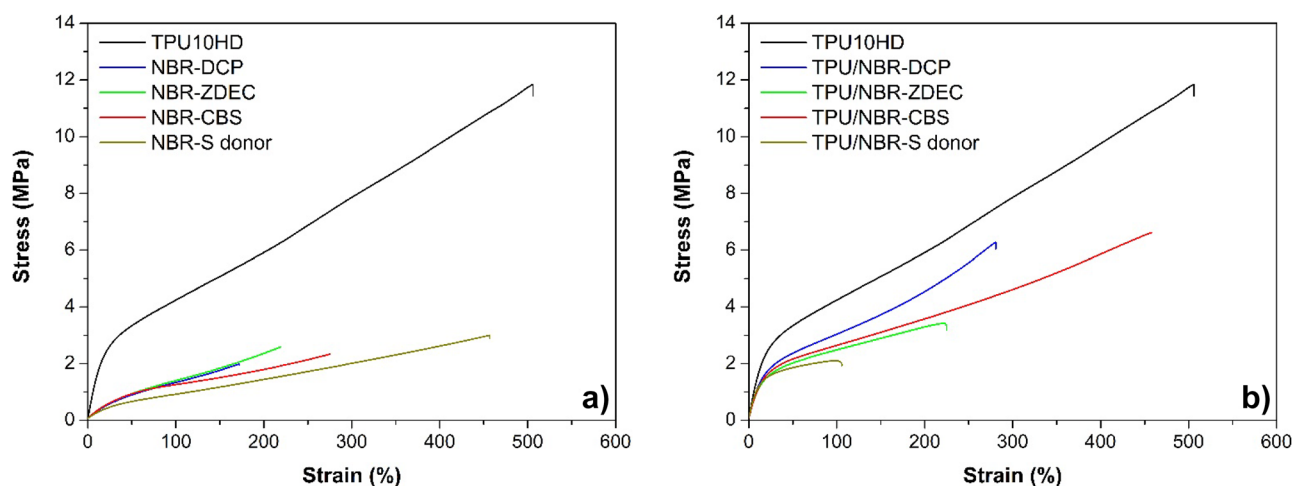 14
12
10
8
6
4
2
0
Stress (MPa)
TPU10HD
NBR-DCP
NBR-ZDEC
NBR-CBS
NBR-S donor
a)
0 100 200 300 400 500 600
Strain (%)
14
12
10
8
6
4
2
0
Stress (MPa)
TPU10HD
TPU/NBR-DCP
TPU/NBR-ZDEC
TPU/NBR-CBS
TPU/NBR-S donor
b)
0 100 200 300 400 500 600
Strain (%)